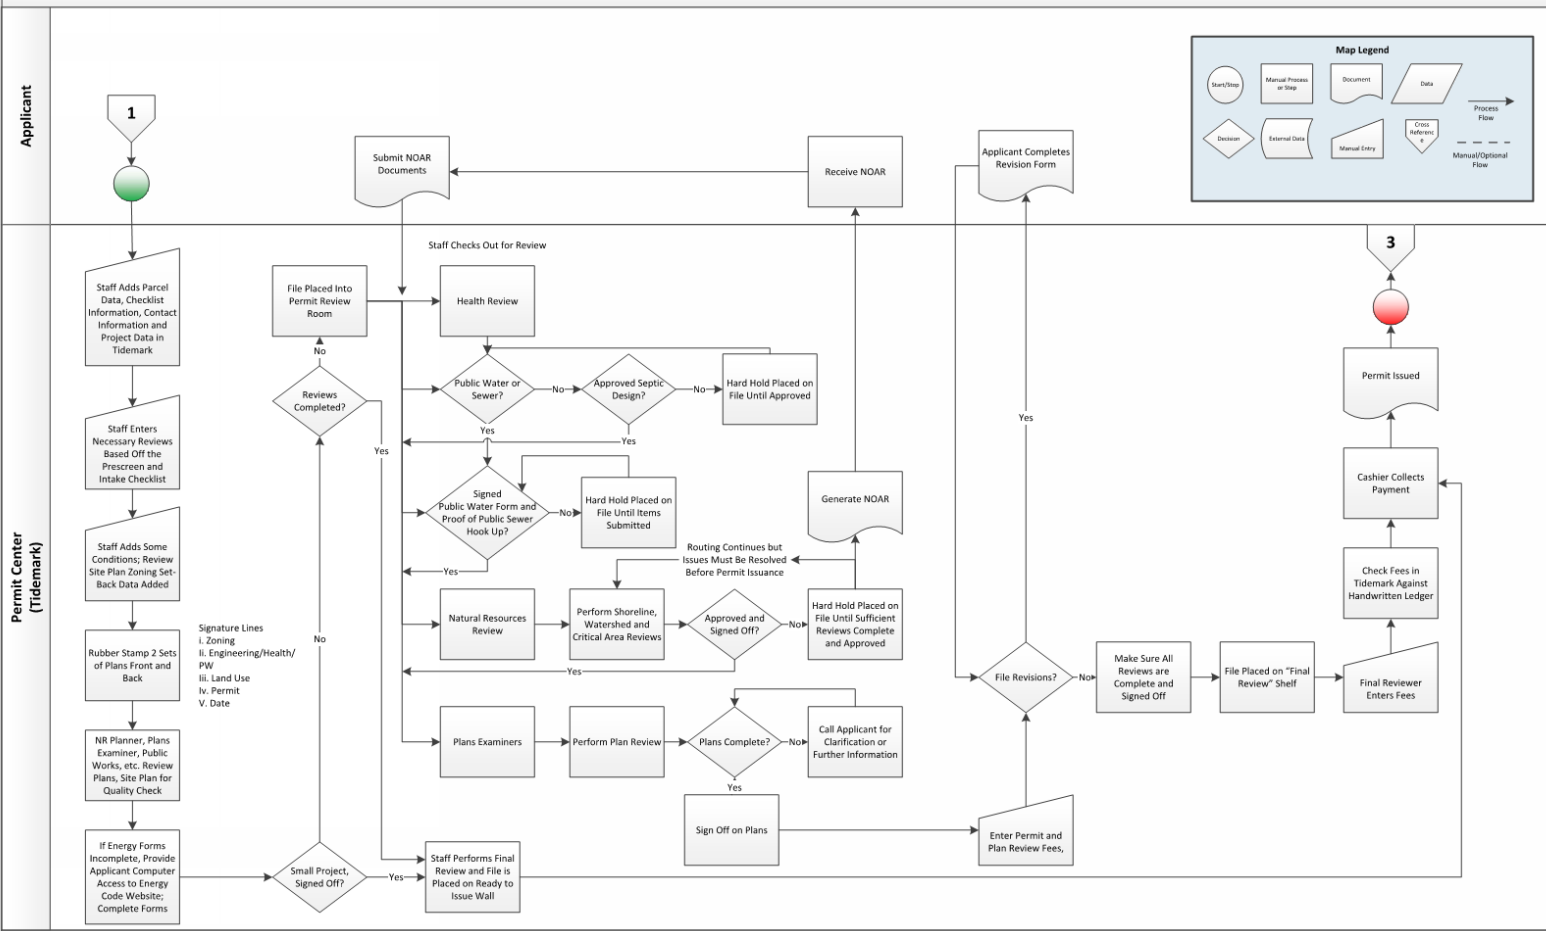 Applicant
Permit Center
(Tidemark)
Map Legend
Start/Stop
Manual Process
or Step
Document
Data
Process
Flow
Decision
External Data
Manual Entry
Cross
Referenc
e
Manual/Optional
Flow
1
Submit NOAR
Documents
Receive NOAR
Applicant Completes
Revision Form
3
Staff Checks Out for Review
Staff Adds Parcel
Data, Checklist
Information, Contact
Information and
Project Data in
Tidemark
File Placed Into
Permit Review
Room
Health Review
No
Reviews
Completed?
Yes
Public Water or
Sewer?
No
Approved Septic
Design?
No
Hard Hold Placed on
File Until Approved
Yes
Yes
Permit Issued
Yes
Staff Enters
Necessary Reviews
Based Off the
Prescreen and
Intake Checklist
Signed
Public Water Form and
Proof of Public Sewer
Hook Up?
No
Hard Hold Placed on
File Until Items
Submitted
Yes
Generate NOAR
Cashier Collects
Payment
Staff Adds Some
Conditions; Review
Site Plan Zoning Set-
Back Data Added
Routing Continues but
Issues Must Be Resolved
Before Permit Issuance
Natural Resources
Review
Perform Shoreline,
Watershed and
Critical Area Reviews
Approved and
Signed Off?
No
Hard Hold Placed on
File Until Sufficient
Reviews Complete
and Approved
Yes
Check Fees in
Tidemark Against
Handwritten Ledger
Rubber Stamp 2 Sets
of Plans Front and
Back
Signature Lines
i. Zoning
Ii. Engineering/Health/
PW
Iii. Land Use
Iv. Permit
V. Date
No
File Revisions?
No
Make Sure All
Reviews are
Complete and
Signed Off
File Placed on “Final
Review” Shelf
Final Reviewer
Enters Fees
NR Planner, Plans
Examiner, Public
Works, etc. Review
Plans, Site Plan for
Quality Check
Plans Examiners
Perform Plan Review
Plans Complete?
No
Call Applicant for
Clarification or
Further Information
Yes
Sign Off on Plans
Enter Permit and
Plan Review Fees,
If Energy Forms
Incomplete, Provide
Applicant Computer
Access to Energy
Code Website;
Complete Forms
Small Project,
Signed Off?
Yes
Staff Performs Final
Review and File is
Placed on Ready to
Issue Wall